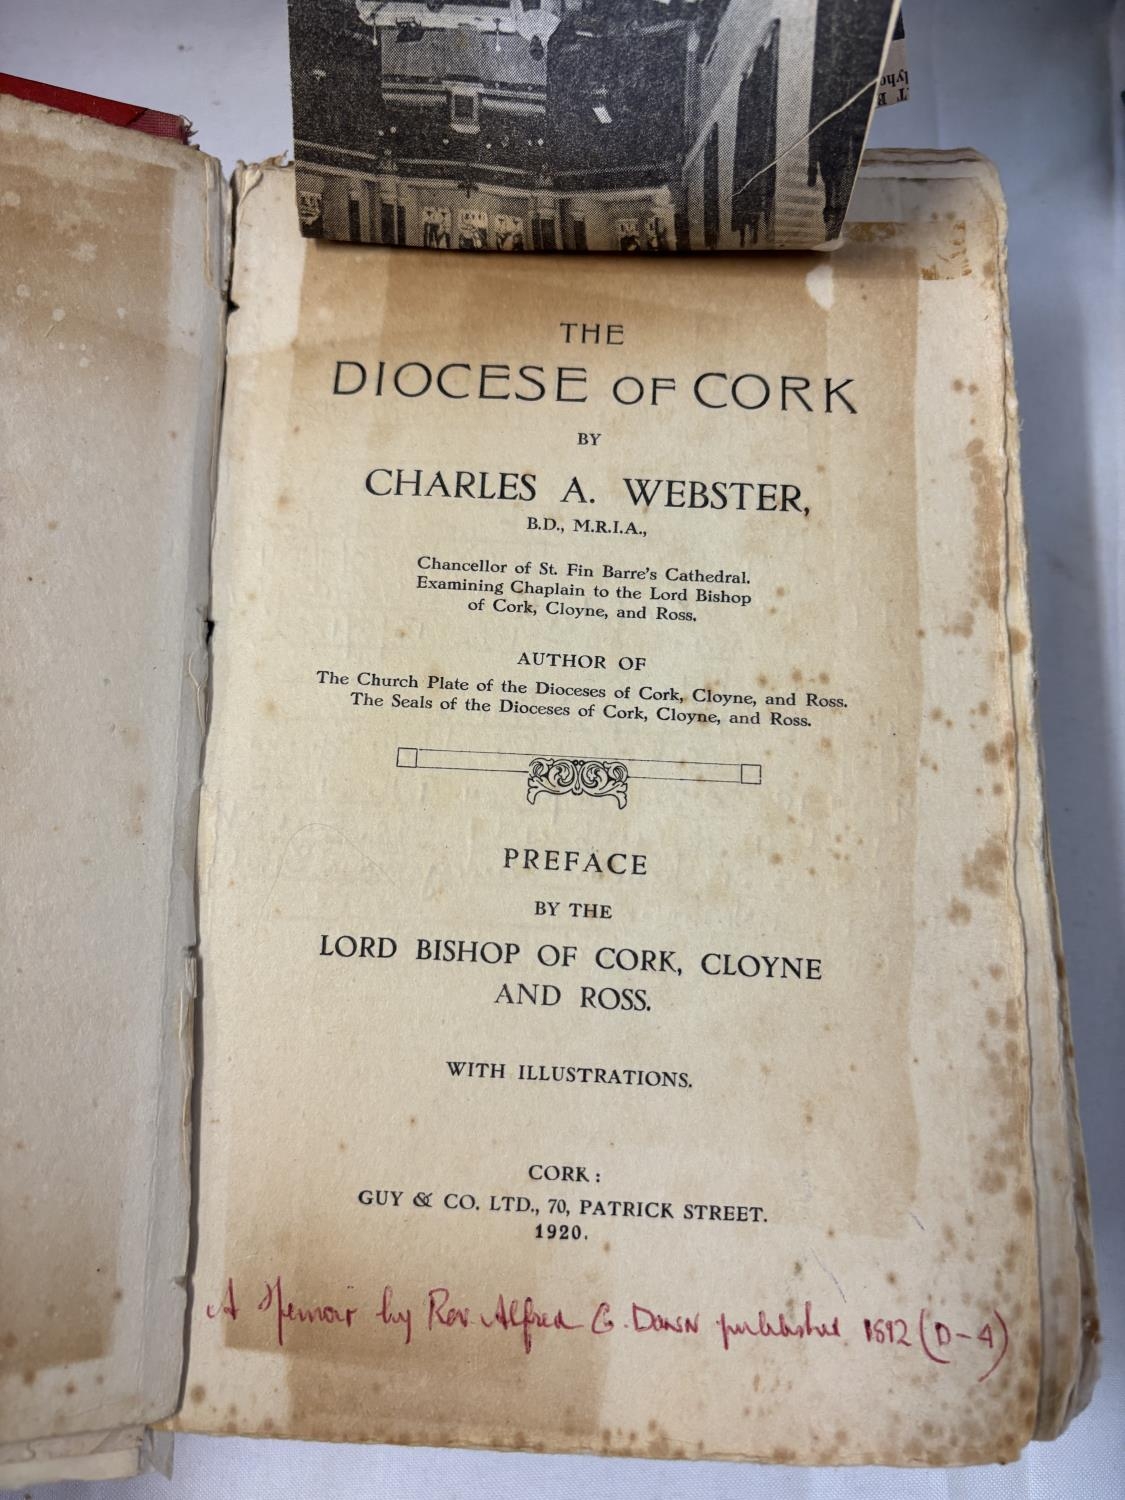 THE
DIOCESE OF CORK
BY
CHARLES A. WEBSTER,
B.D., M.R.I.A.,
Chancellor of St. Fin Barre's Cathedral.
Examining Chaplain to the Lord Bishop
of Cork, Cloyne, and Ross.
AUTHOR OF
The Church Plate of the Dioceses of Cork, Cloyne, and Ross.
The Seals of the Dioceses of Cork, Cloyne, and Ross.
PREFACE
BY THE
LORD BISHOP OF CORK, CLOYNE
AND ROSS.
WITH ILLUSTRATIONS.
CORK:
GUY & CO. LTD., 70, PATRICK STREET.
1920.
A Memoir by Rev. Alfred G. published (D-4)